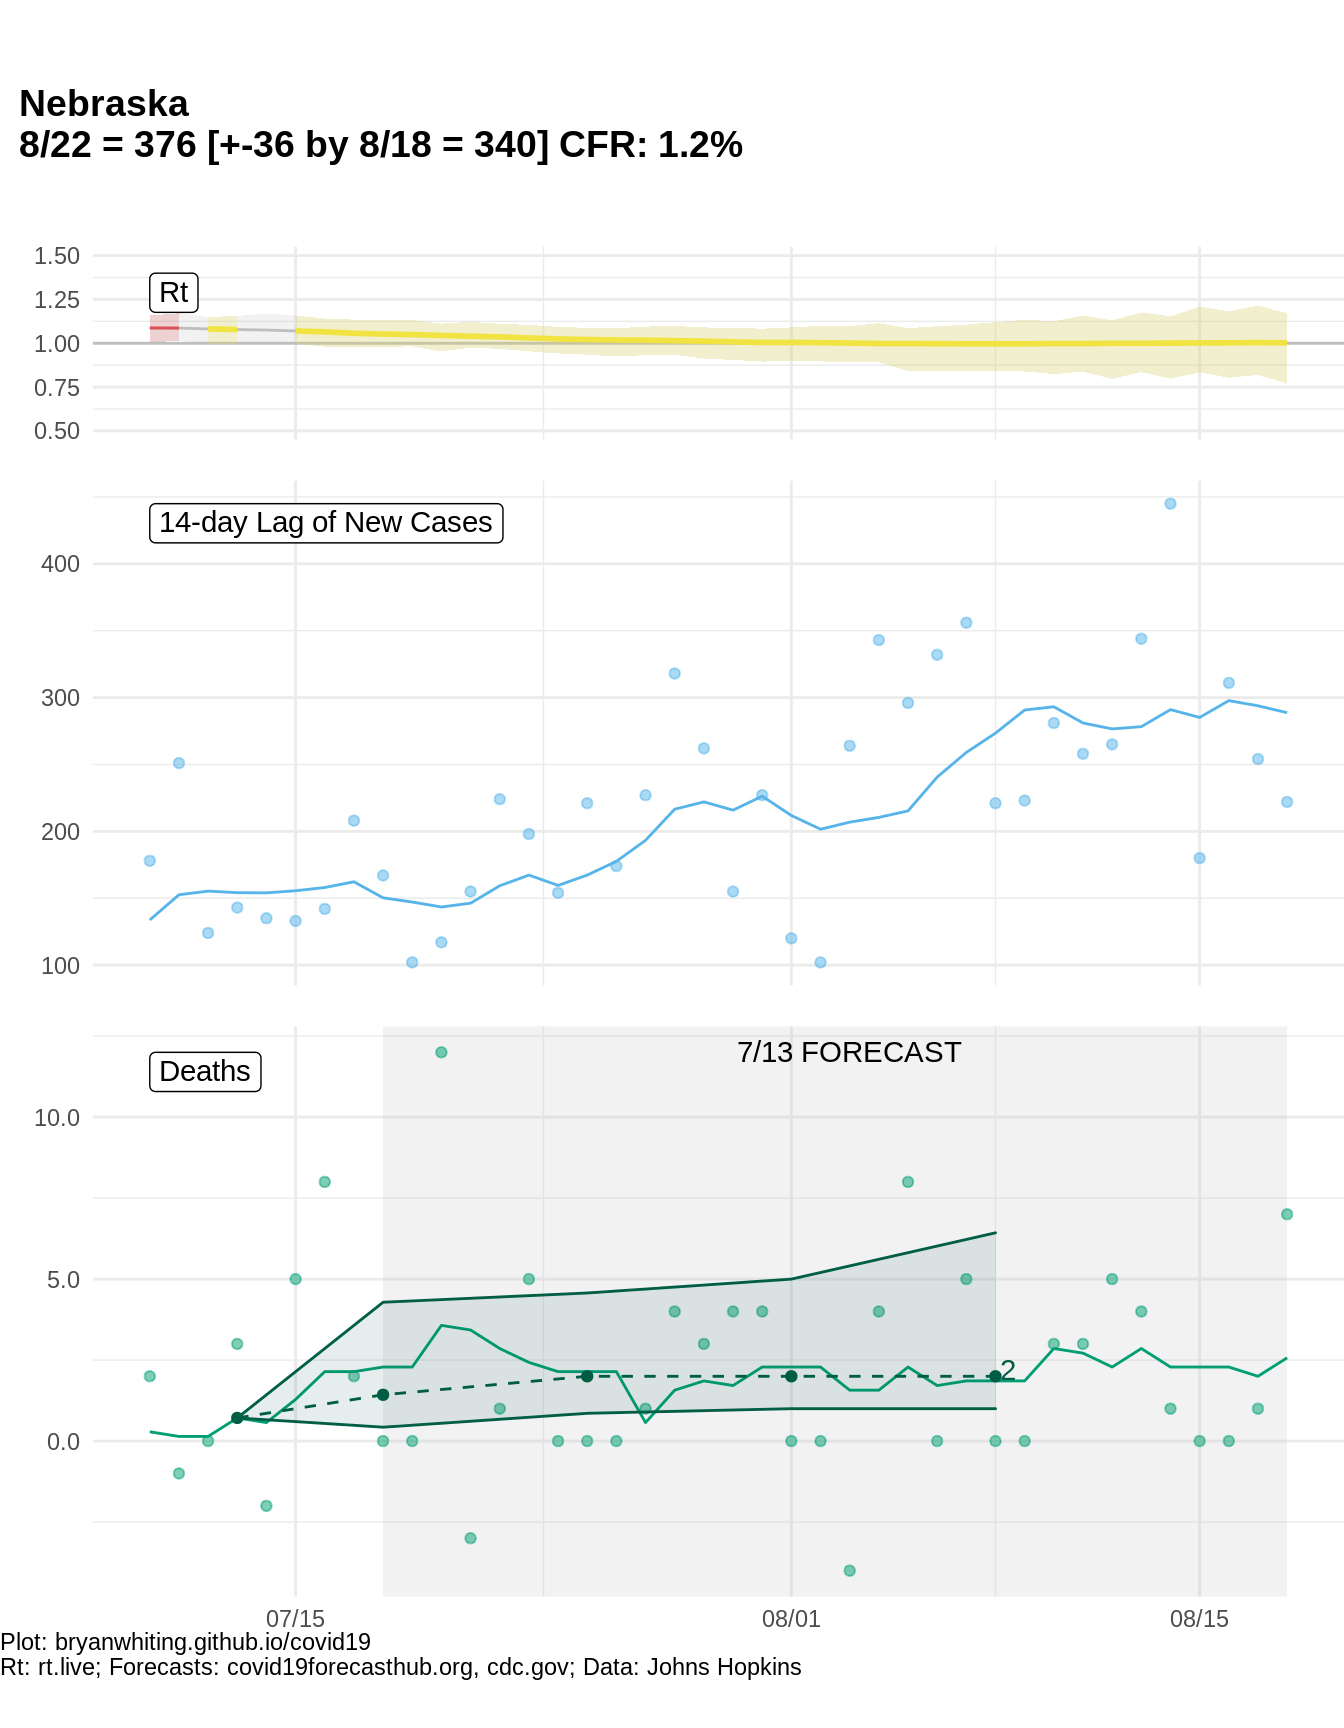 Nebraska
8/22 = 376 [+-36 by 8/18 = 340] CFR: 1.2%
1.50
Rt
1.25
1.00
0.75
0.50
14-day Lag of New Cases
400
300
200
100
7/13 FORECAST
Deaths
10.0
5.0
2
0.0
07/15
08/01
08/15
Plot: bryanwhiting.github.io/covid19
Rt: rt.live; Forecasts: covid19forecasthub.org, cdc.gov; Data: Johns Hopkins